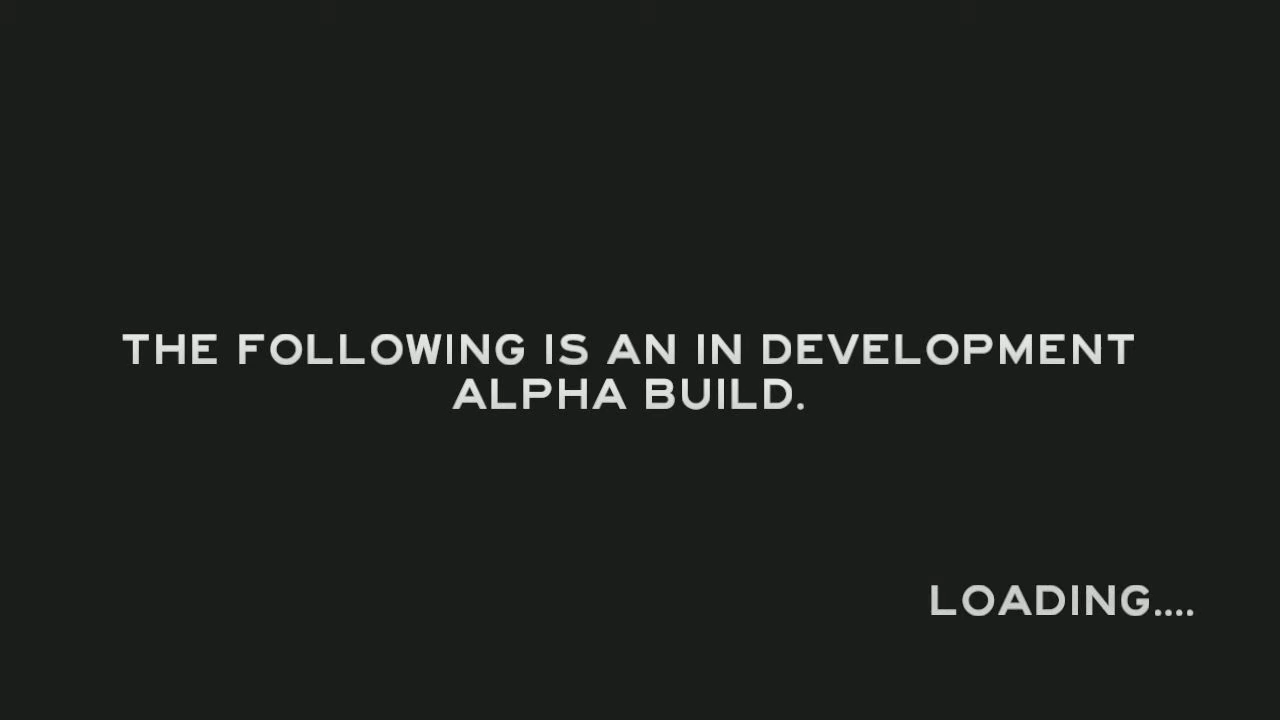 THE FOLLOWING IS AN IN DEVELOPMENT
ALPHA BUILD.
LOADING....